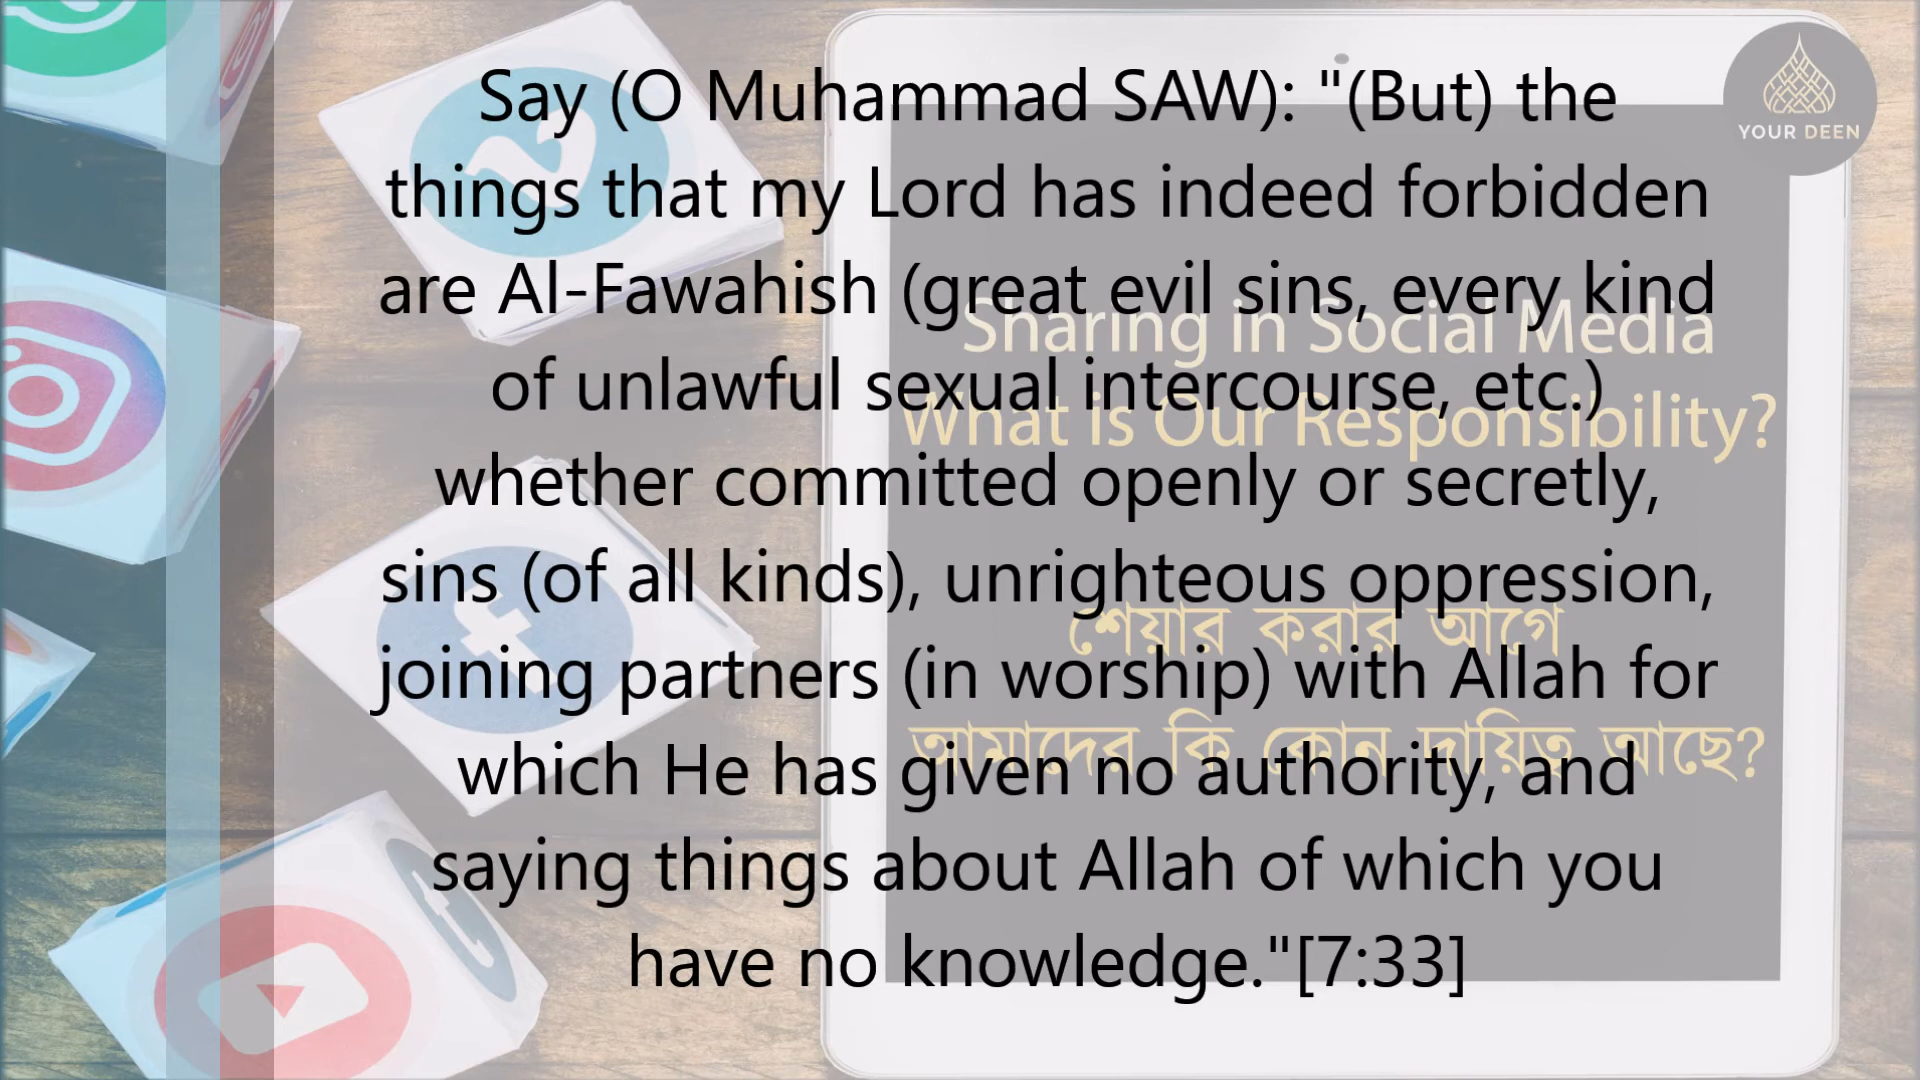 Say (O Muhammad SAW): "(But) the
things that my Lord has indeed forbidden
are Al-Fawahish (great evil sins, every kind
of unlawful sexual intercourse, etc.)
whether committed openly or secretly,
sins (of all kinds), unrighteous oppression,
joining partners (in worship) with Allah for
which He has given no authority, and
saying things about Allah of which you
have no knowledge."[7:33]
YOUR DEEN
Sharing in Social Media
What is Our Responsibility?
শেয়ার করার আগে
আমাদের কি কোন দায়িত্ব আছে?